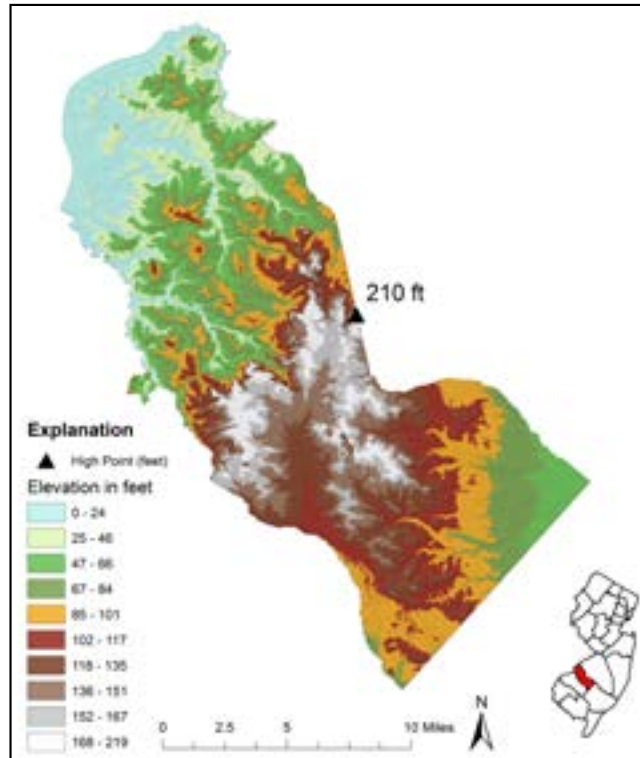 210 ft
Explanation
High Point (feet)
Elevation in feet
0 - 24
25 - 46
47 - 66
67 - 84
85 - 101
102 - 117
118 - 135
136 - 151
152 - 167
168 - 219
N
0 2.5 5 10 Miles